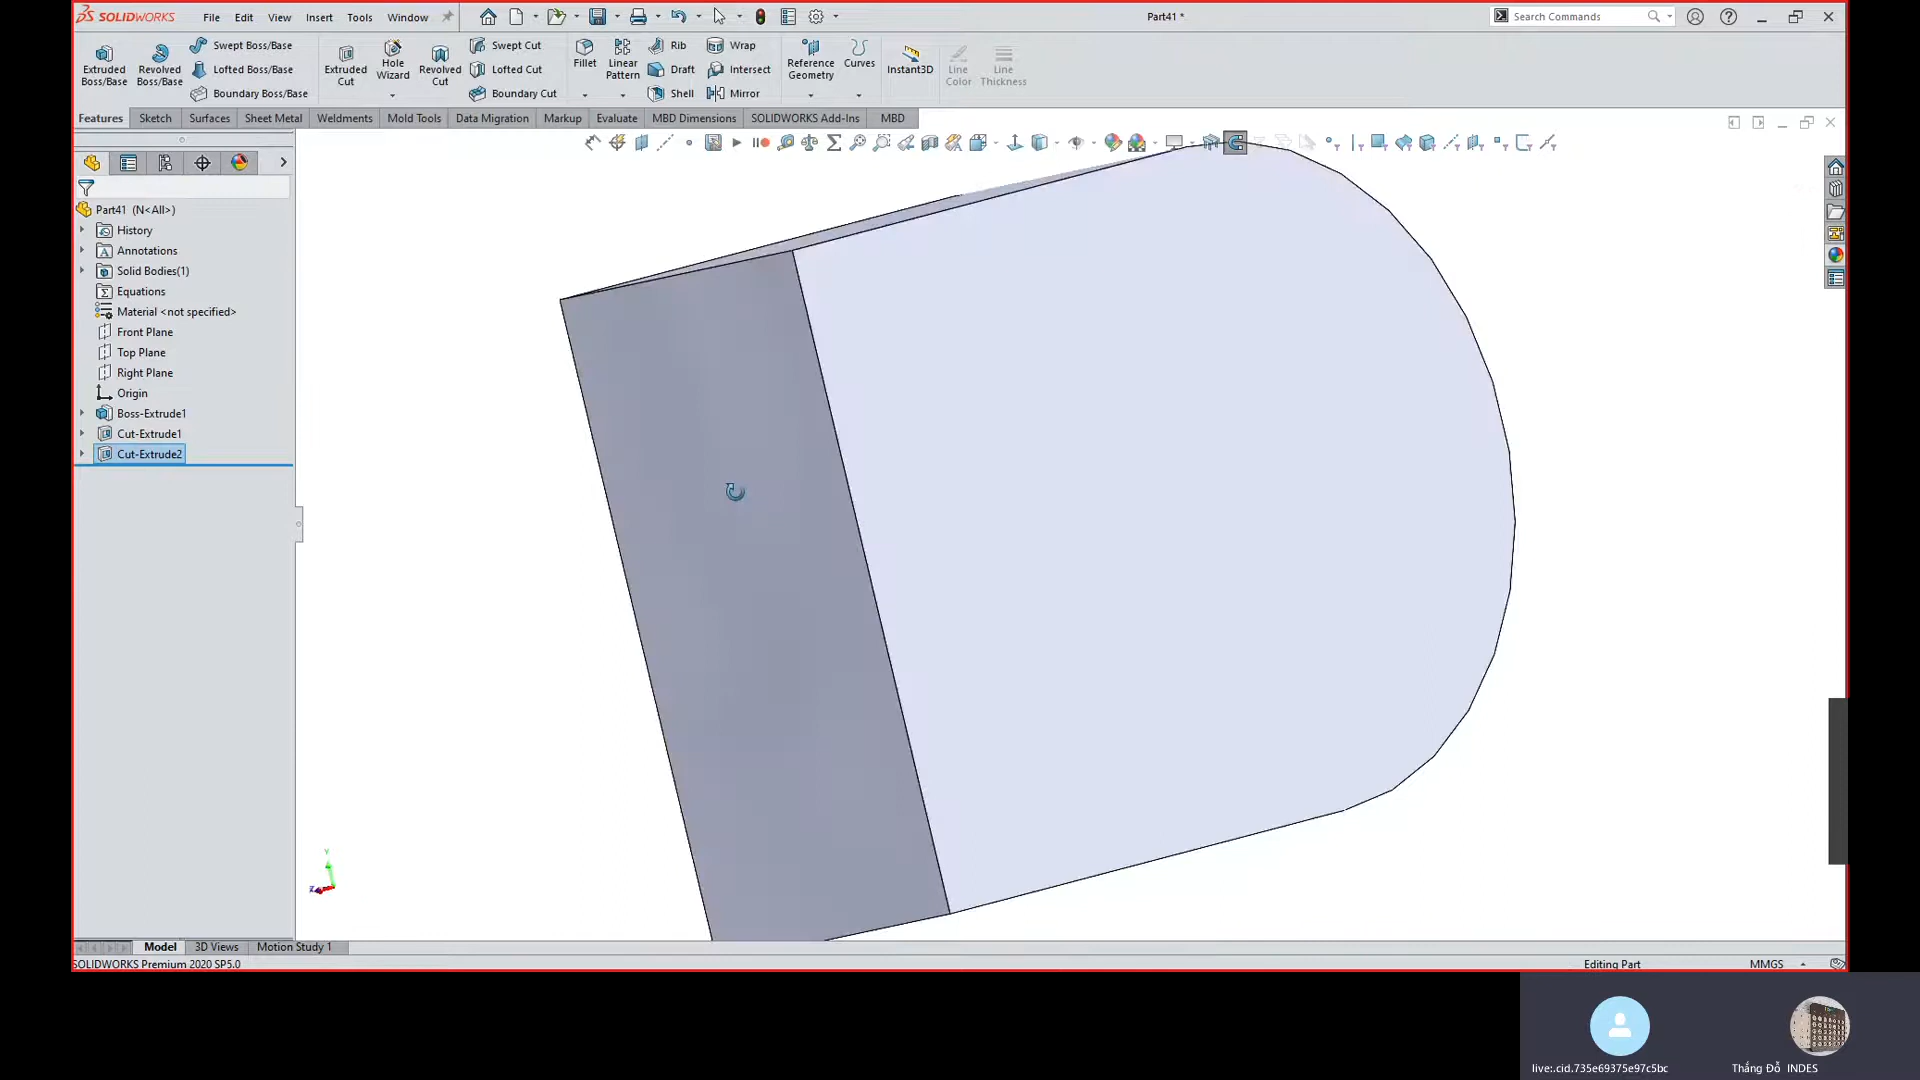 SOLIDWORKS File Edit View Insert Tools Window Part41 * Search Commands
Extruded Boss/Base
Revolved Boss/Base
Swept Boss/Base
Lofted Boss/Base
Boundary Boss/Base
Extruded Cut
Hole Wizard
Revolved Cut
Swept Cut
Lofted Cut
Boundary Cut
Fillet
Linear Pattern
Rib
Draft
Shell
Wrap
Intersect
Mirror
Reference Geometry
Curves
Instant3D
Line Color
Line Thickness
Features Sketch Surfaces Sheet Metal Weldments Mold Tools Data Migration Markup Evaluate MBD Dimensions SOLIDWORKS Add-Ins MBD
Part41 (N<All>)
History
Annotations
Solid Bodies(1)
Equations
Material <not specified>
Front Plane
Top Plane
Right Plane
Origin
Boss-Extrude1
Cut-Extrude1
Cut-Extrude2
Y
Z
Model 3D Views Motion Study 1
SOLIDWORKS Premium 2020 SP5.0 Editing Part MMGS
live:.cid.735e69375e97c5bc Thắng Đỗ INDES